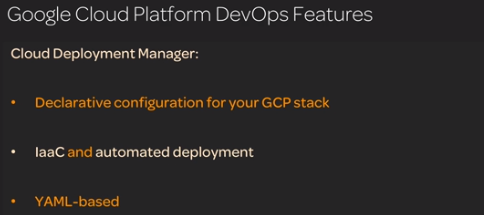 Google Cloud Platform DevOps Features
Cloud Deployment Manager:
• Declarative configuration for your GCP stack
• IaaC and automated deployment
• YAML-based